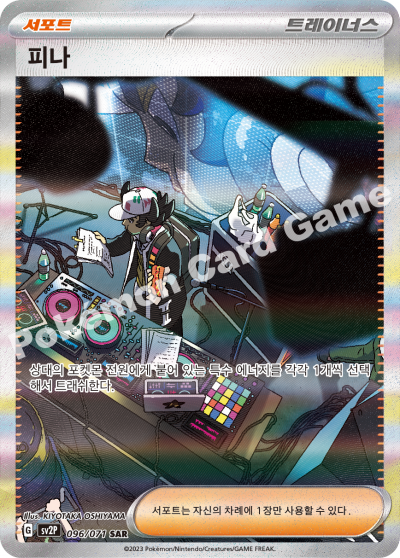 서포트
트레이너스
피나
Pokémon Card Game
상대의 포켓몬 전원에게 붙어 있는 특수 에너지를 각각 1개씩 선택
해서 트래쉬한다.
Illus. KIYOTAKA OSHIYAMA
G sv2P 096/071 SAR
서포트는 자신의 차례에 1장만 사용할 수 있다.
©2023 Pokémon/Nintendo/Creatures/GAME FREAK.